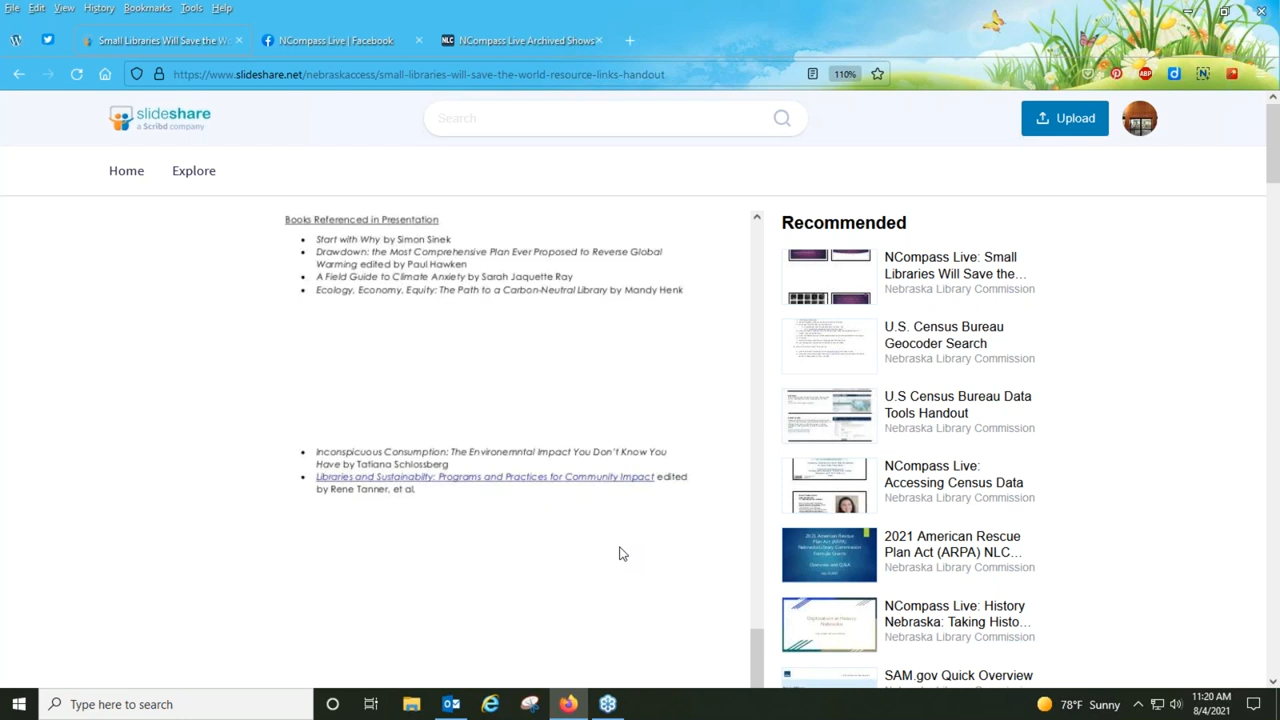 File Edit View History Bookmarks Tools Help
Small Libraries Will Save the Wo
NCompass Live | Facebook
NLC NCompass Live Archived Shows
https://www.slideshare.net/nebraskaccess/small-libraries-will-save-the-world-resource-links-handout
110%
ABP
slideshare
a Scribd company
Search
Upload
Home Explore
Books Referenced in Presentation
Start with Why by Simon Sinek
Drawdown: the Most Comprehensive Plan Ever Proposed to Reverse Global
Warming edited by Paul Hawken
A Field Guide to Climate Anxiety by Sarah Jaquette Ray
Ecology, Economy, Equity: The Path to a Carbon-Neutral Library by Mandy Henk
Inconspicuous Consumption: The Environemntal Impact You Don't Know You
Have by Tatiana Schlossberg
Libraries and Sustainabilty: Programs and Practices for Community Impact edited
by Rene Tanner, et al.
Recommended
NCompass Live: Small
Libraries Will Save the...
Nebraska Library Commission
U.S. Census Bureau
Geocoder Search
Nebraska Library Commission
U.S Census Bureau Data
Tools Handout
Nebraska Library Commission
NCompass Live:
Accessing Census Data
Nebraska Library Commission
2021 American Rescue
Plan Act (ARPA) NLC...
Nebraska Library Commission
NCompass Live: History
Nebraska: Taking Histo...
Nebraska Library Commission
SAM.gov Quick Overview
Type here to search
78°F Sunny
11:20 AM
8/4/2021